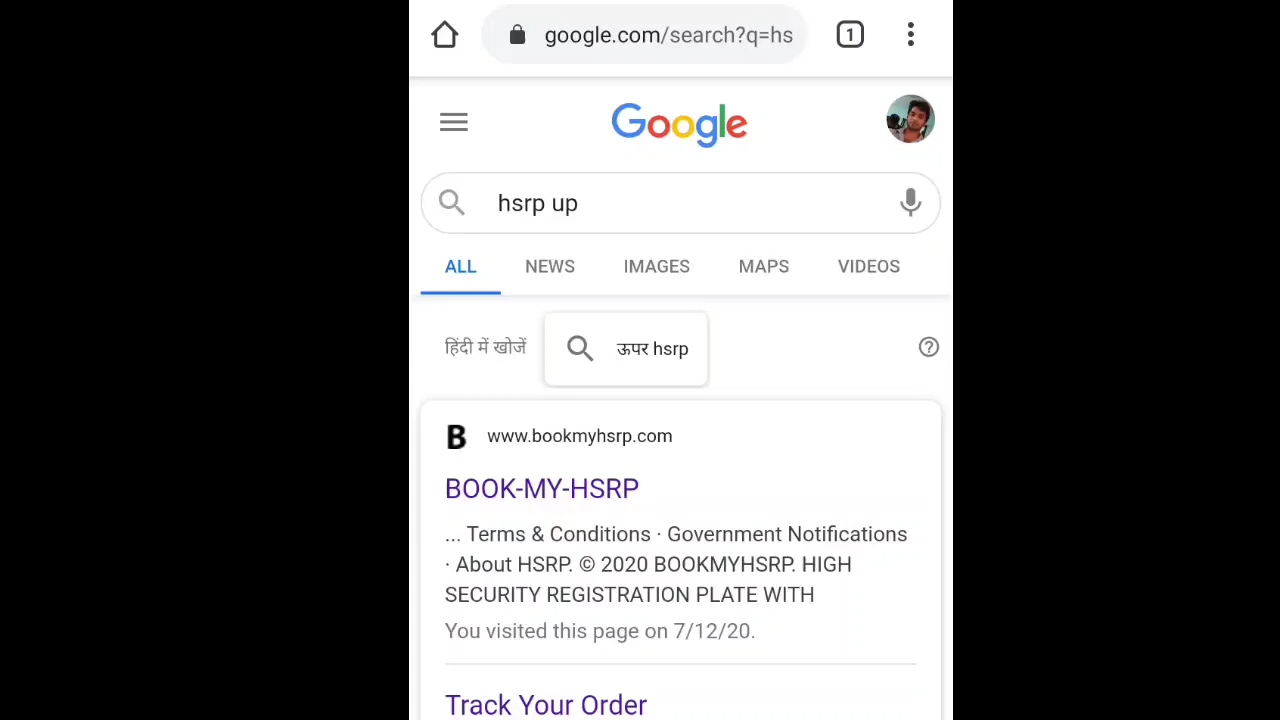 google.com/search?q=hs
1
Google
hsrp up
ALL NEWS IMAGES MAPS VIDEOS
हिंदी में खोजें ऊपर hsrp
B www.bookmyhsrp.com
BOOK-MY-HSRP
... Terms & Conditions · Government Notifications
· About HSRP. © 2020 BOOKMYHSRP. HIGH
SECURITY REGISTRATION PLATE WITH
You visited this page on 7/12/20.
Track Your Order